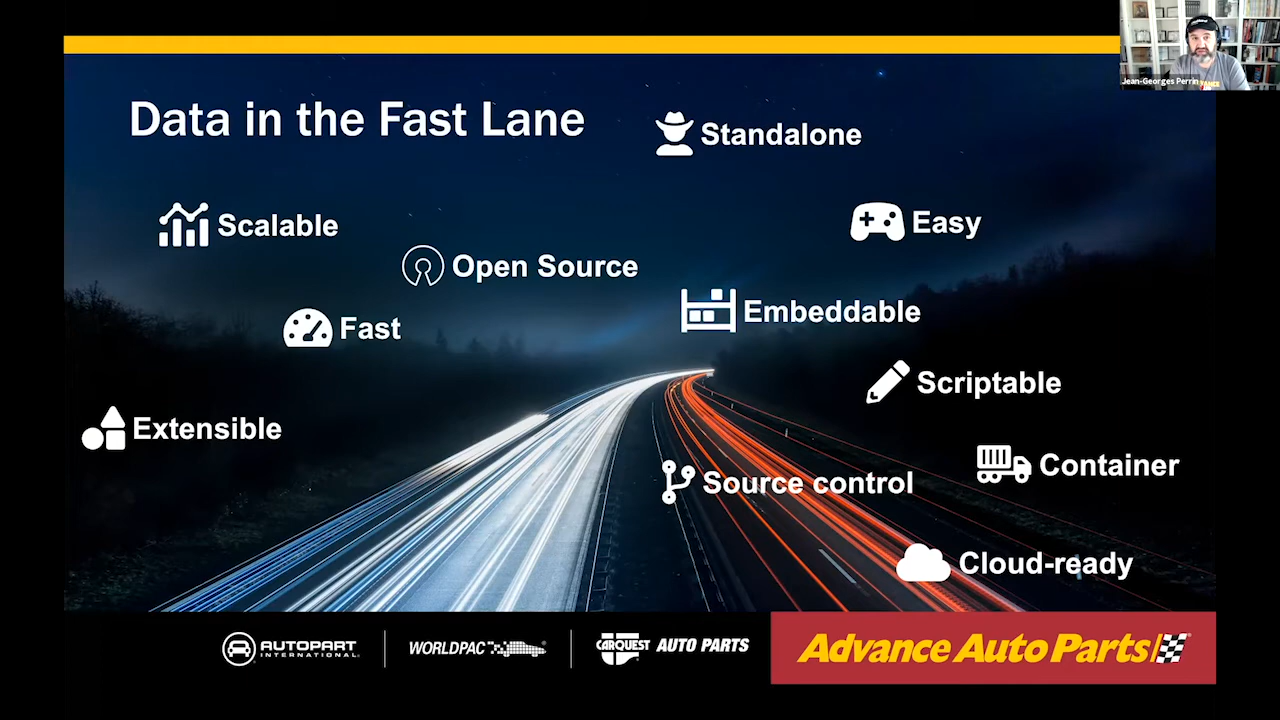 Jean-Georges Perrin
Data in the Fast Lane
Standalone
Scalable
Easy
Open Source
Embeddable
Fast
Scriptable
Extensible
Container
Source control
Cloud-ready
AUTOPART
INTERNATIONAL
WORLDPAC
CARQUEST AUTO PARTS
Advance Auto Parts